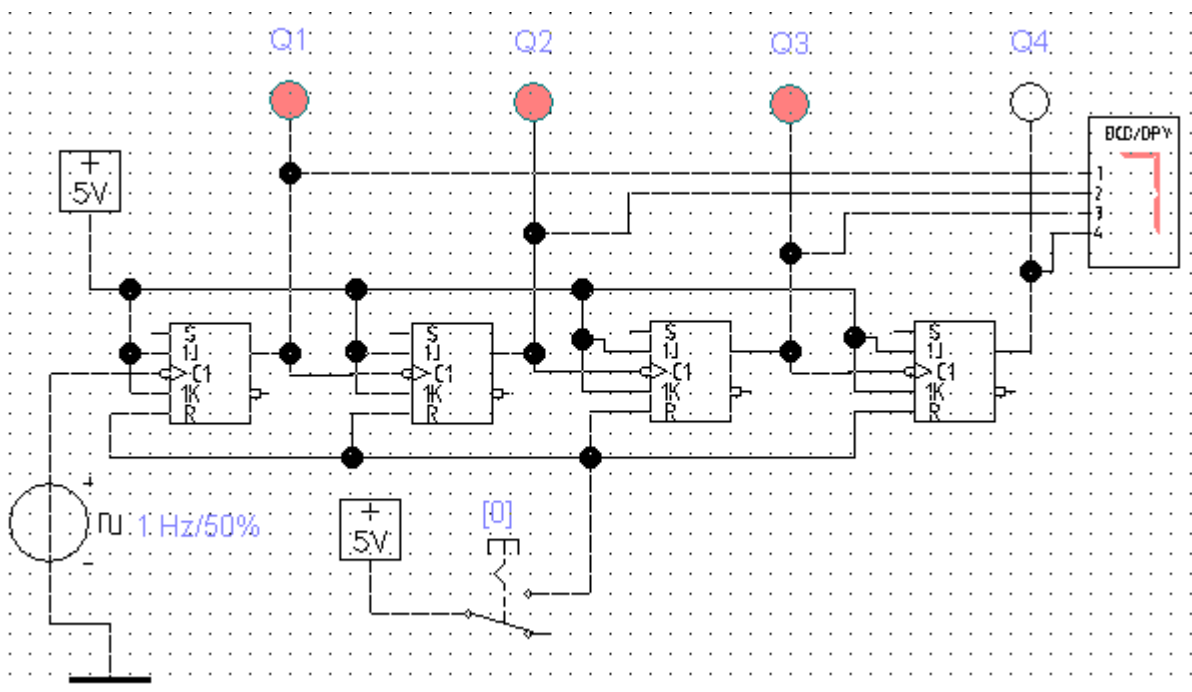 Q1 Q2 Q3 Q4
BCD/DPY
+
5V
1
2
3
4
S S S S
1J 1J 1J 1J
C1 C1 C1 C1
1K 1K 1K 1K
R R R R
+
1 Hz/50%
−
+
5V
[0]